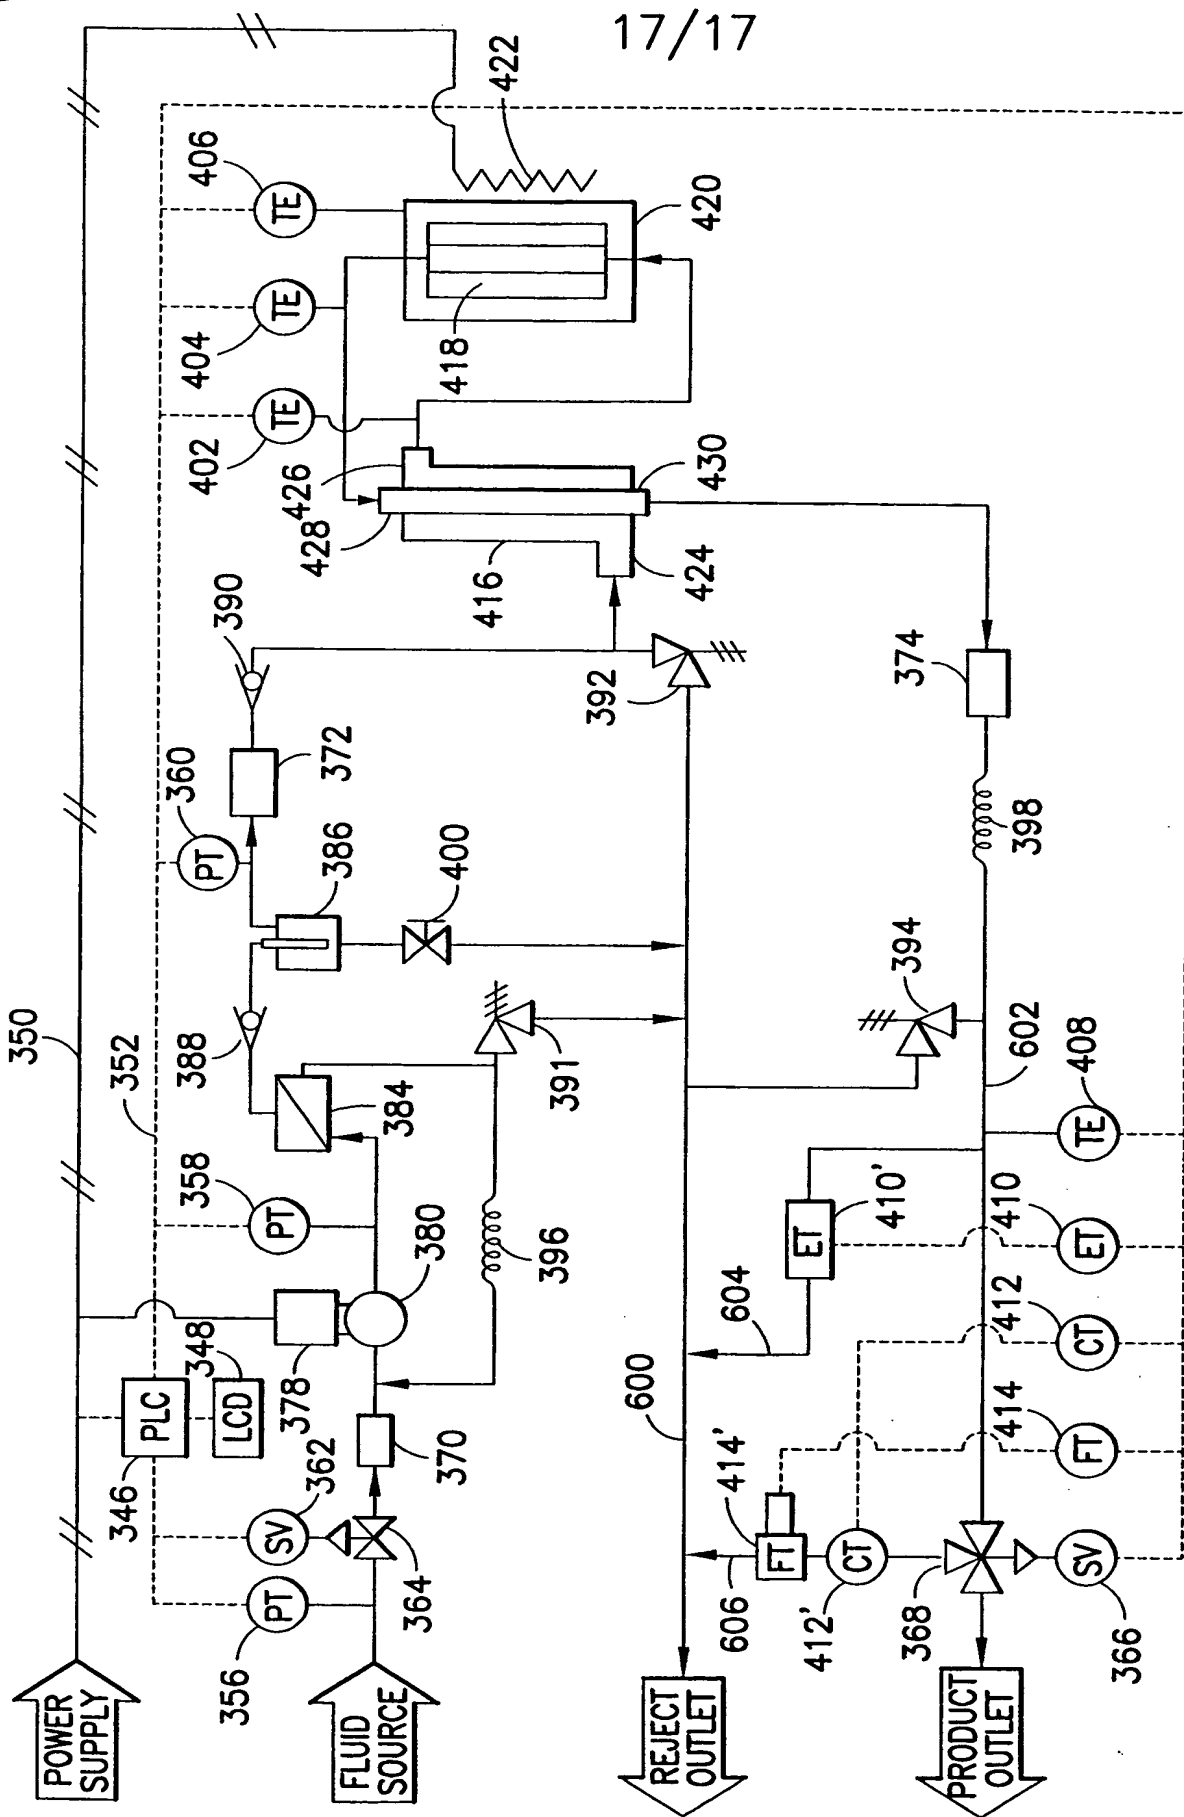 17/17
POWER
SUPPLY
FLUID
SOURCE
REJECT
OUTLET
PRODUCT
OUTLET
350
352
346
PLC
348
LCD
356
PT
362
SV
364
370
378
380
358
PT
384
388
386
360
PT
372
390
400
391
396
392
402
TE
404
TE
406
TE
422
420
418
426
428
416
430
424
374
398
394
602
408
TE
410
ET
410'
ET
412
CT
414
FT
414'
FT
412'
CT
604
600
606
368
366
SV